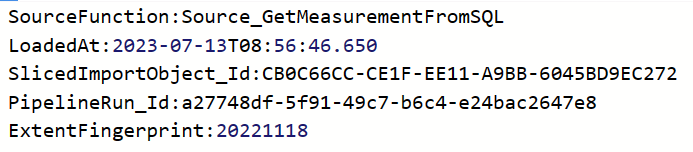 SourceFunction:Source_GetMeasurementFromSQL
LoadedAt:2023-07-13T08:56:46.650
SlicedImportObject_Id:CB0C66CC-CE1F-EE11-A9BB-6045BD9EC272
PipelineRun_Id:a27748df-5f91-49c7-b6c4-e24bac2647e8
ExtentFingerprint:20221118